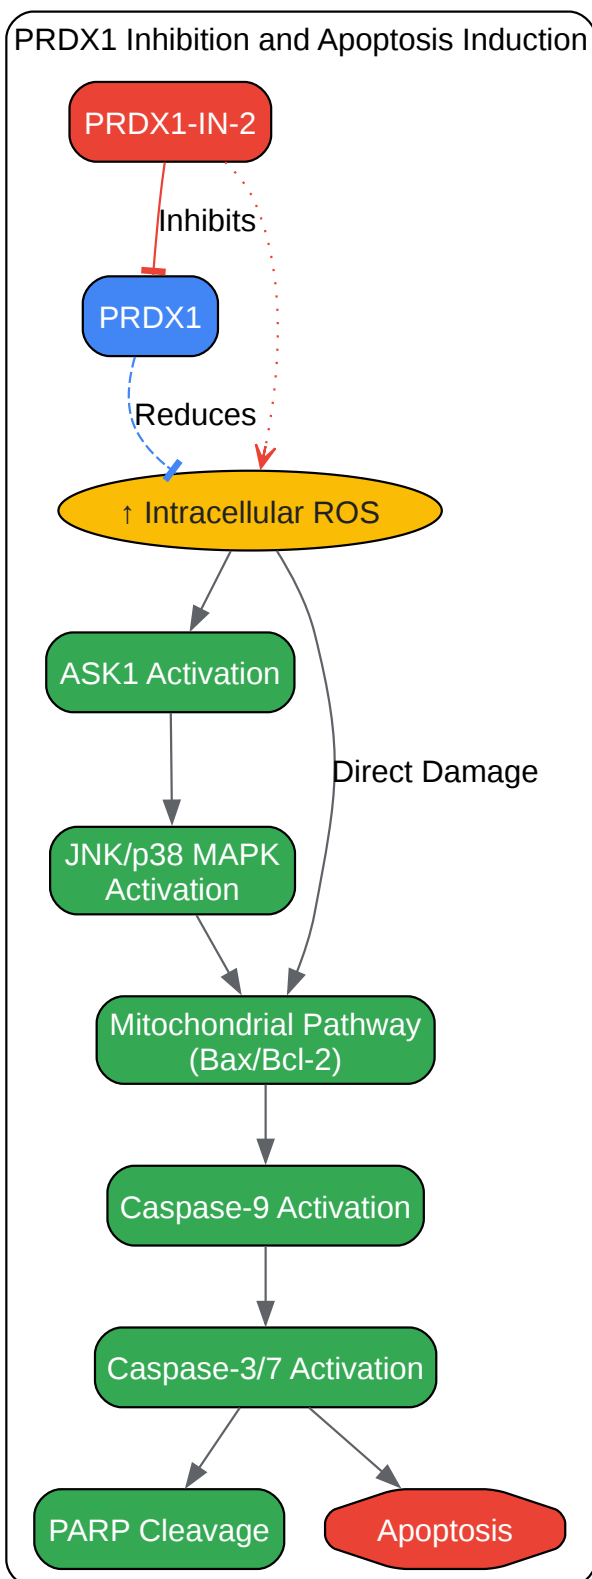 PRDX1 Inhibition and Apoptosis Induction
PRDX1-IN-2
Inhibits
PRDX1
Reduces
↑ Intracellular ROS
ASK1 Activation
Direct Damage
JNK/p38 MAPK
Activation
Mitochondrial Pathway
(Bax/Bcl-2)
Caspase-9 Activation
Caspase-3/7 Activation
PARP Cleavage
Apoptosis